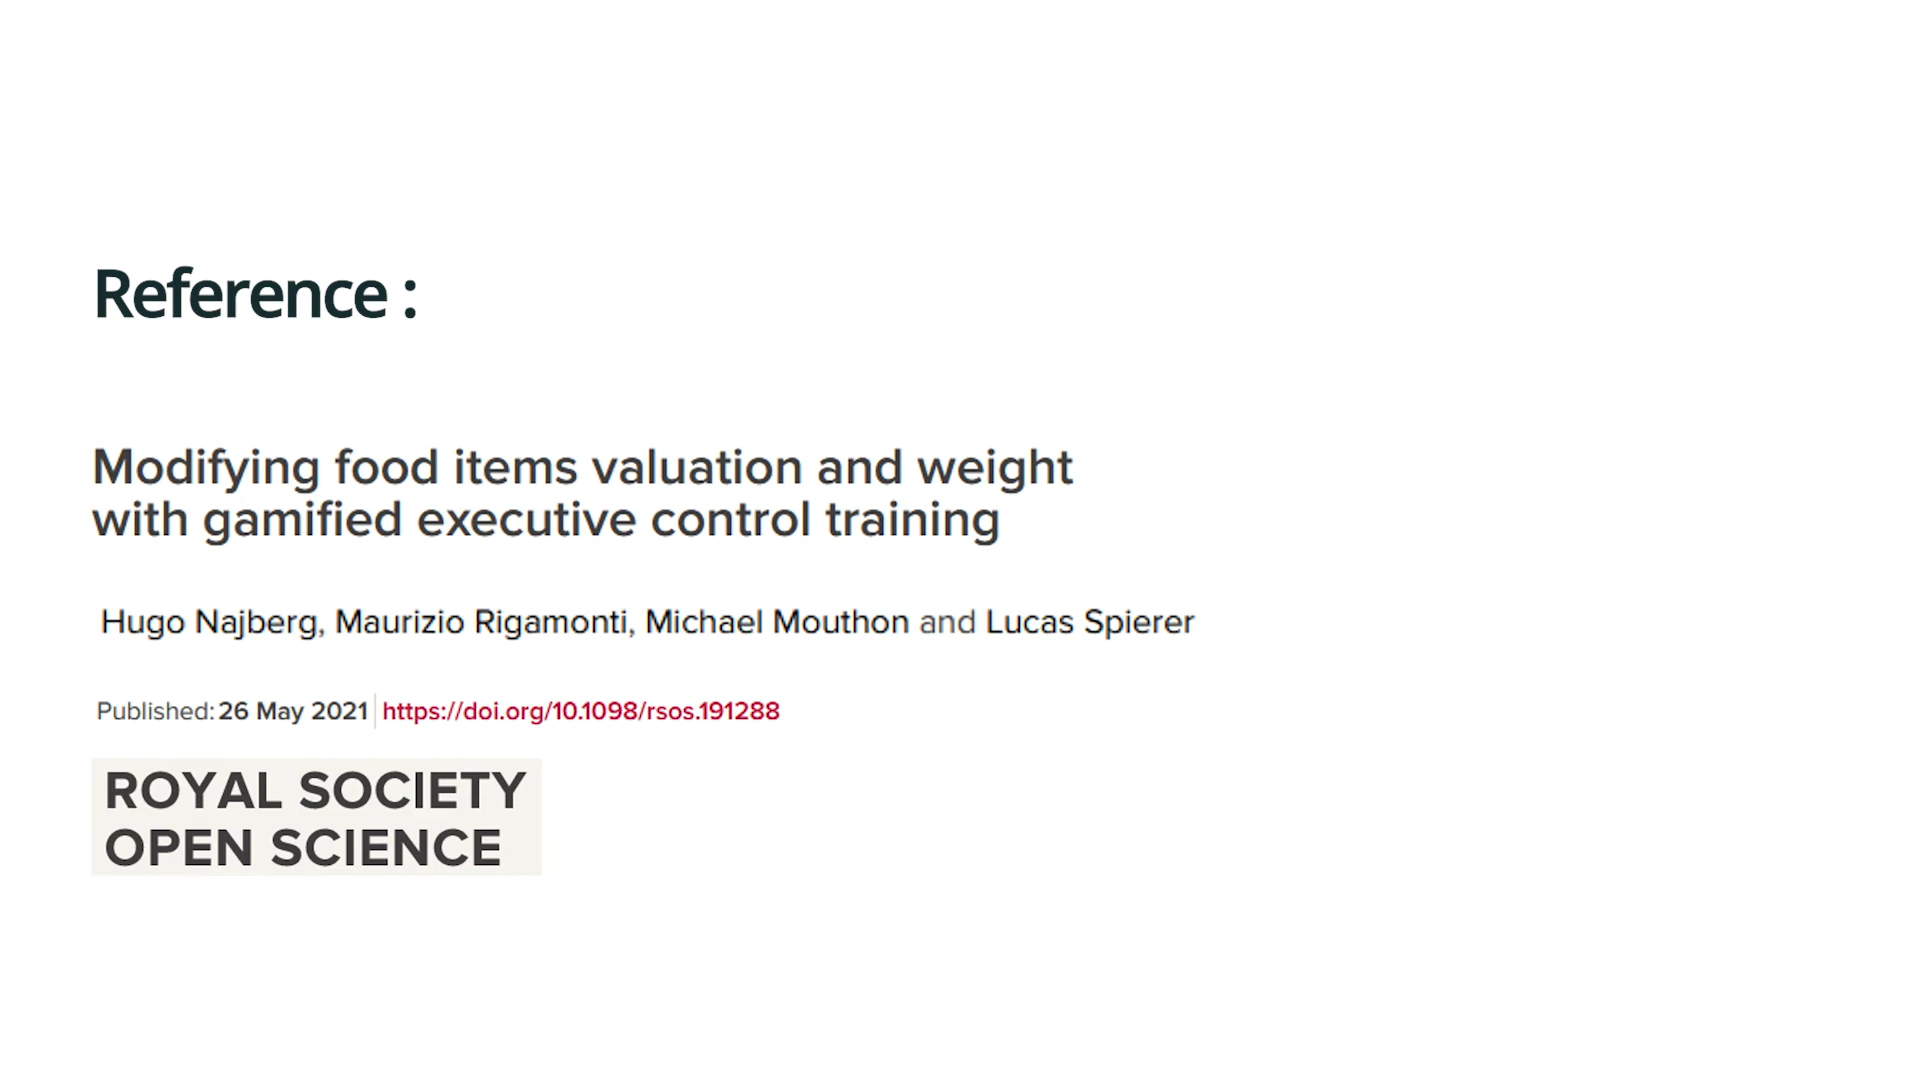 Reference :
Modifying food items valuation and weight
with gamified executive control training
Hugo Najberg, Maurizio Rigamonti, Michael Mouthon and Lucas Spierer
Published: 26 May 2021 https://doi.org/10.1098/rsos.191288
ROYAL SOCIETY
OPEN SCIENCE